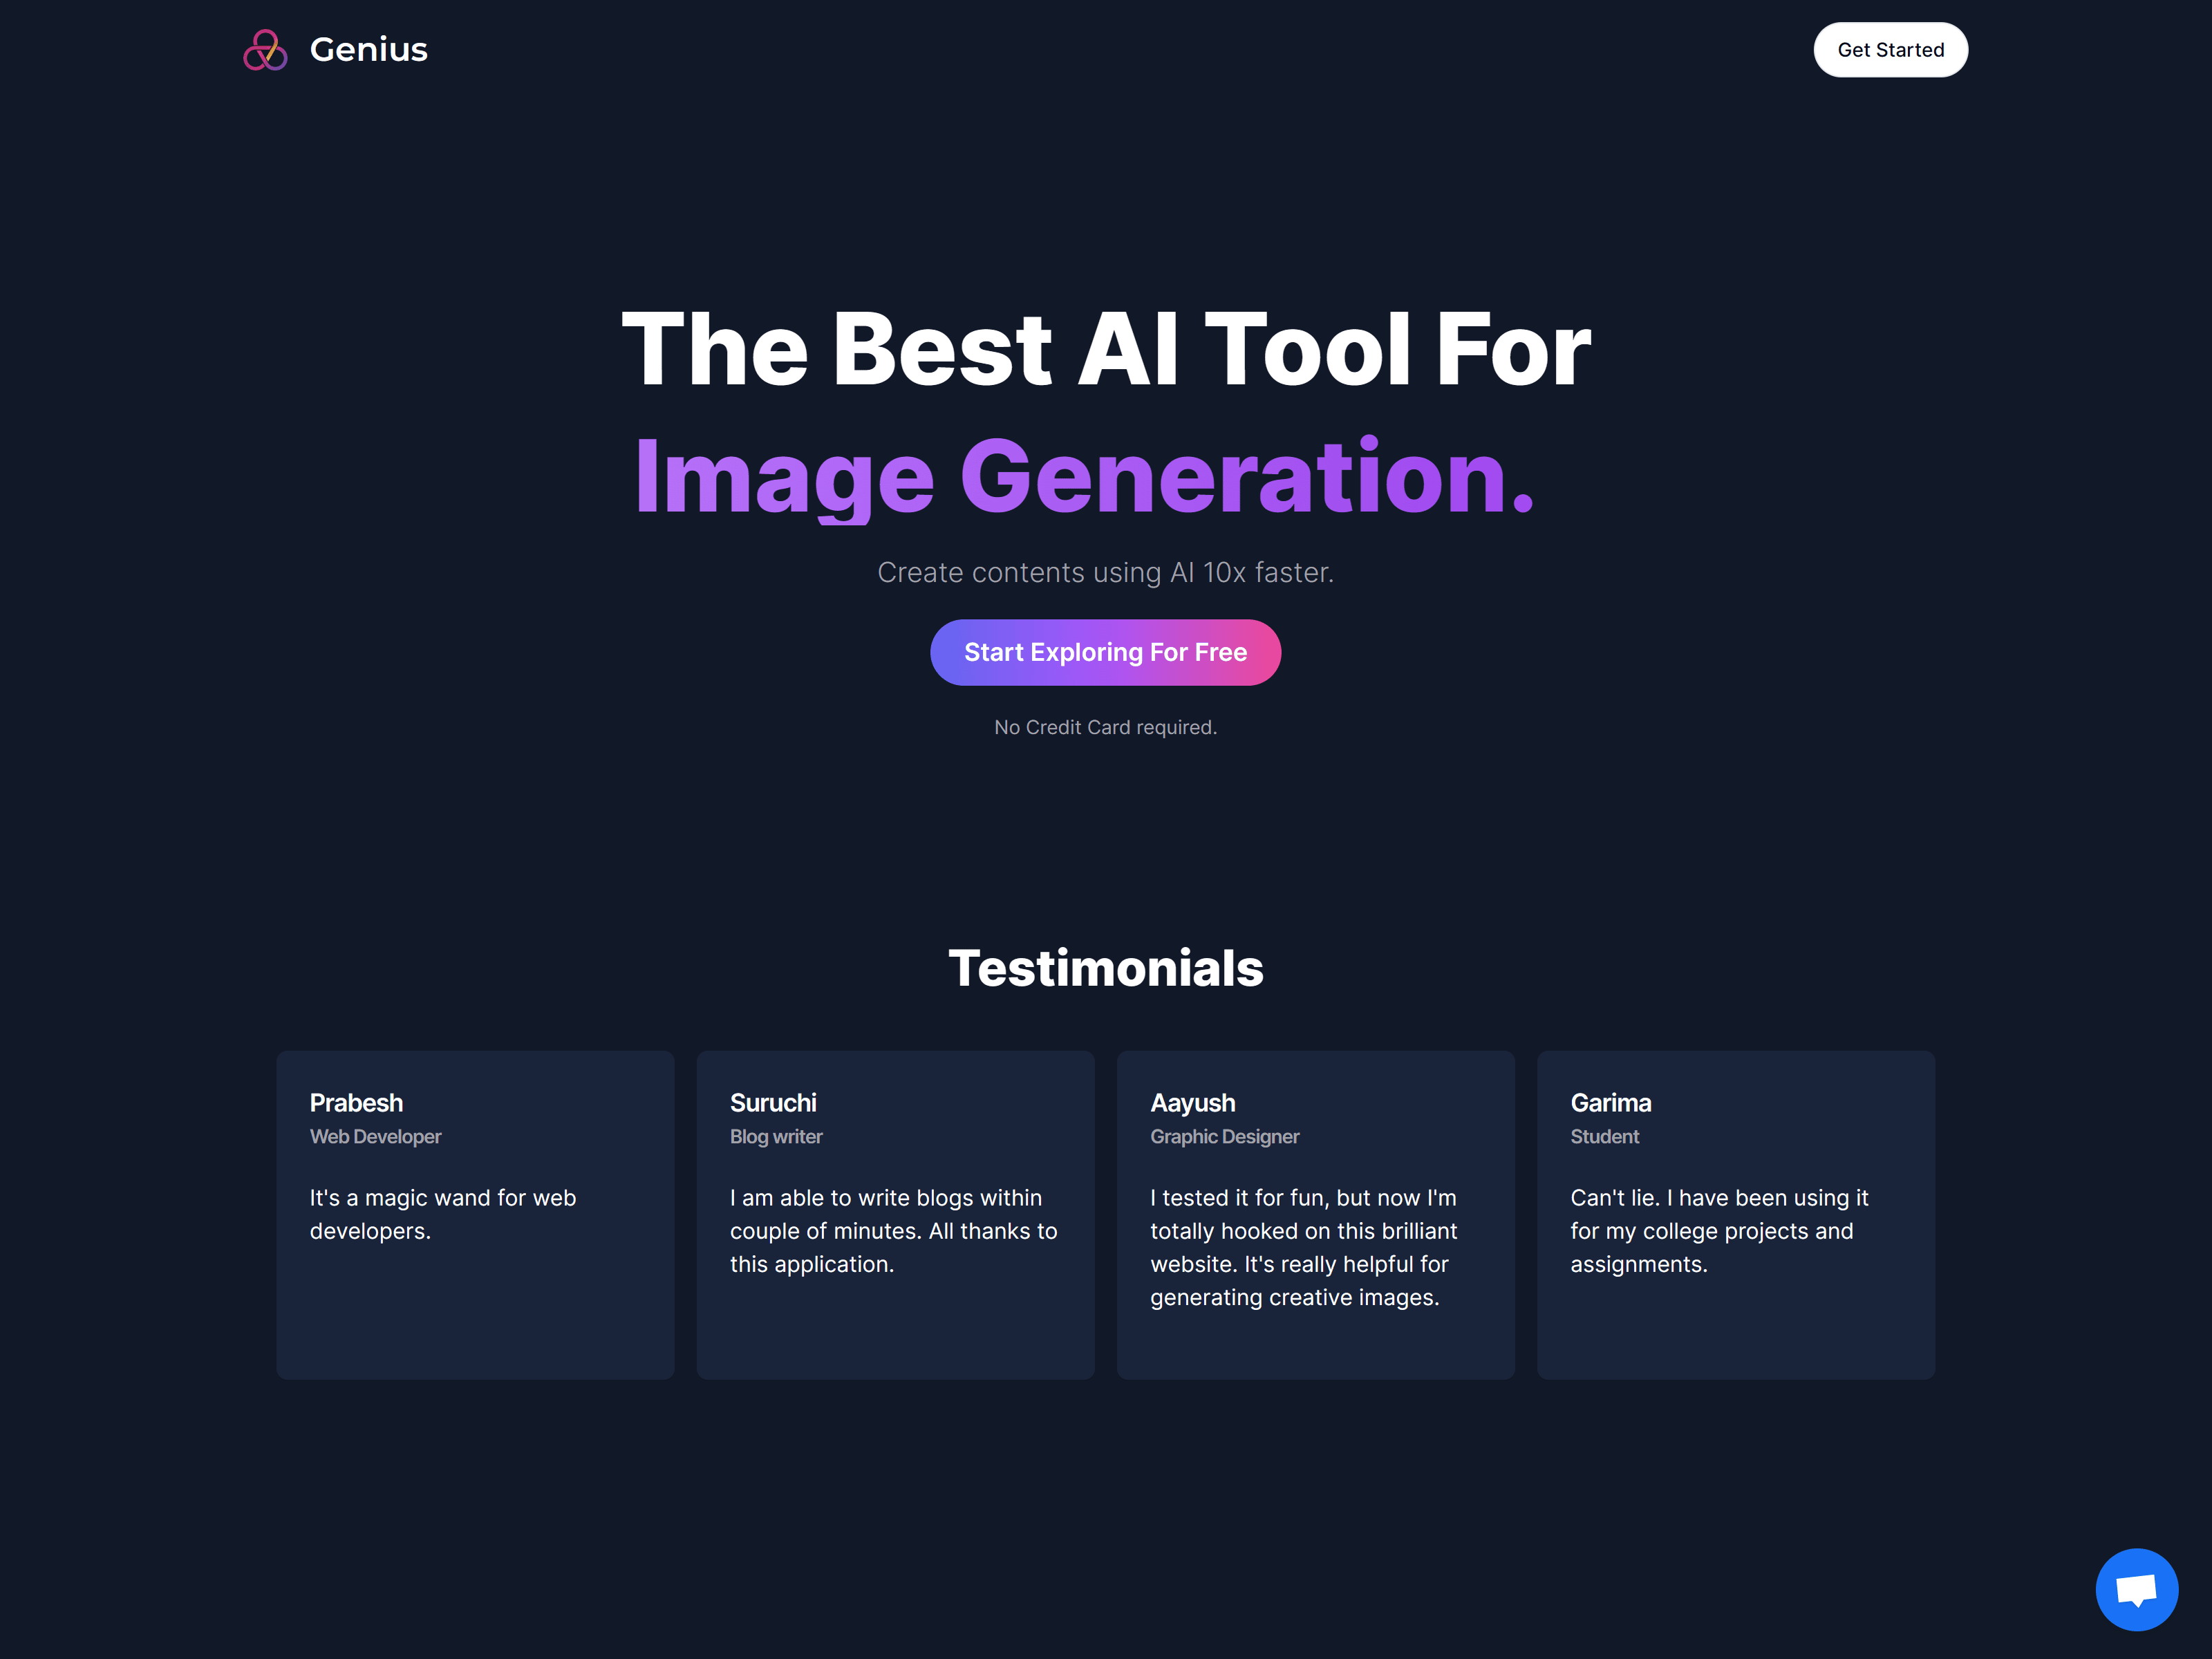 Genius
Get Started
The Best AI Tool For
Image Generation.
Create contents using AI 10x faster.
Start Exploring For Free
No Credit Card required.
Testimonials
Prabesh
Web Developer
It's a magic wand for web
developers.
Suruchi
Blog writer
I am able to write blogs within
couple of minutes. All thanks to
this application.
Aayush
Graphic Designer
I tested it for fun, but now I'm
totally hooked on this brilliant
website. It's really helpful for
generating creative images.
Garima
Student
Can't lie. I have been using it
for my college projects and
assignments.